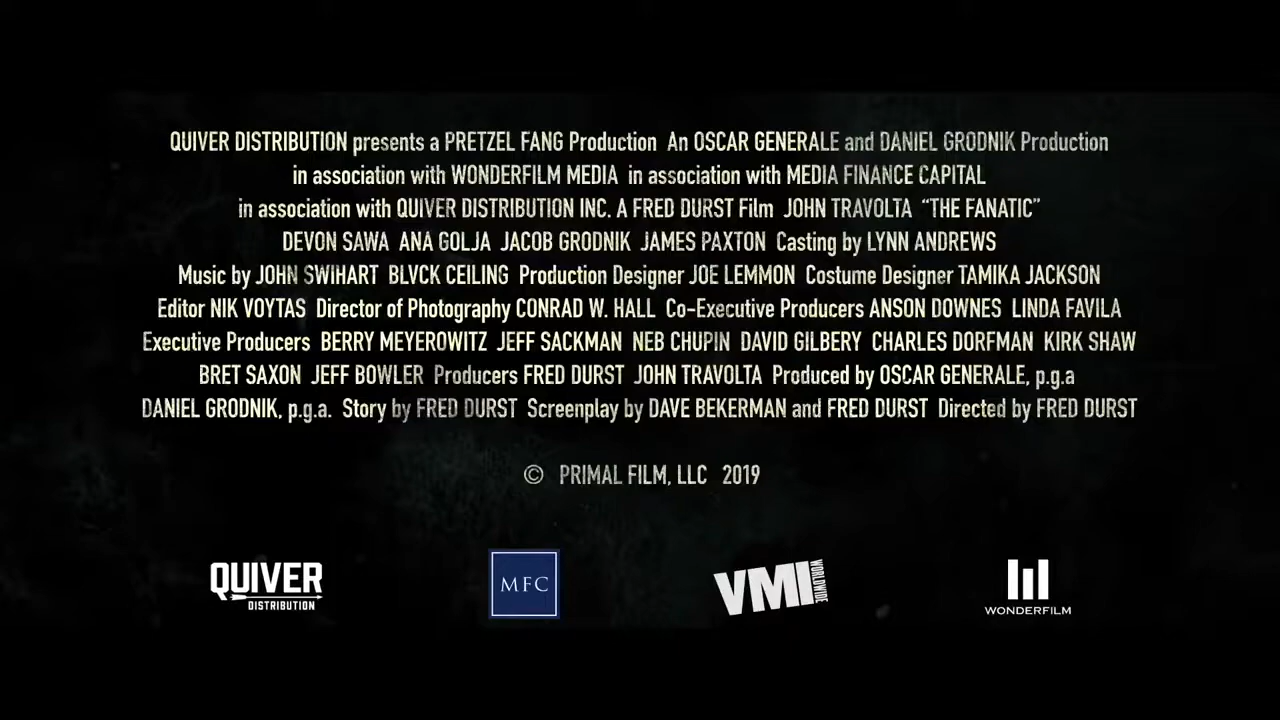 QUIVER DISTRIBUTION presents a PRETZEL FANG Production An OSCAR GENERALE and DANIEL GRODNIK Production
in association with WONDERFILM MEDIA in association with MEDIA FINANCE CAPITAL
in association with QUIVER DISTRIBUTION INC. A FRED DURST Film JOHN TRAVOLTA “THE FANATIC”
DEVON SAWA ANA GOLJA JACOB GRODNIK JAMES PAXTON Casting by LYNN ANDREWS
Music by JOHN SWIHART BLVCK CEILING Production Designer JOE LEMMON Costume Designer TAMIKA JACKSON
Editor NIK VOYTAS Director of Photography CONRAD W. HALL Co-Executive Producers ANSON DOWNES LINDA FAVILA
Executive Producers BERRY MEYEROWITZ JEFF SACKMAN NEB CHUPIN DAVID GILBERY CHARLES DORFMAN KIRK SHAW
BRET SAXON JEFF BOWLER Producers FRED DURST JOHN TRAVOLTA Produced by OSCAR GENERALE, p.g.a
DANIEL GRODNIK, p.g.a. Story by FRED DURST Screenplay by DAVE BEKERMAN and FRED DURST Directed by FRED DURST
© PRIMAL FILM, LLC 2019
QUIVER DISTRIBUTION
MFC
VMI WORLDWIDE
WONDERFILM